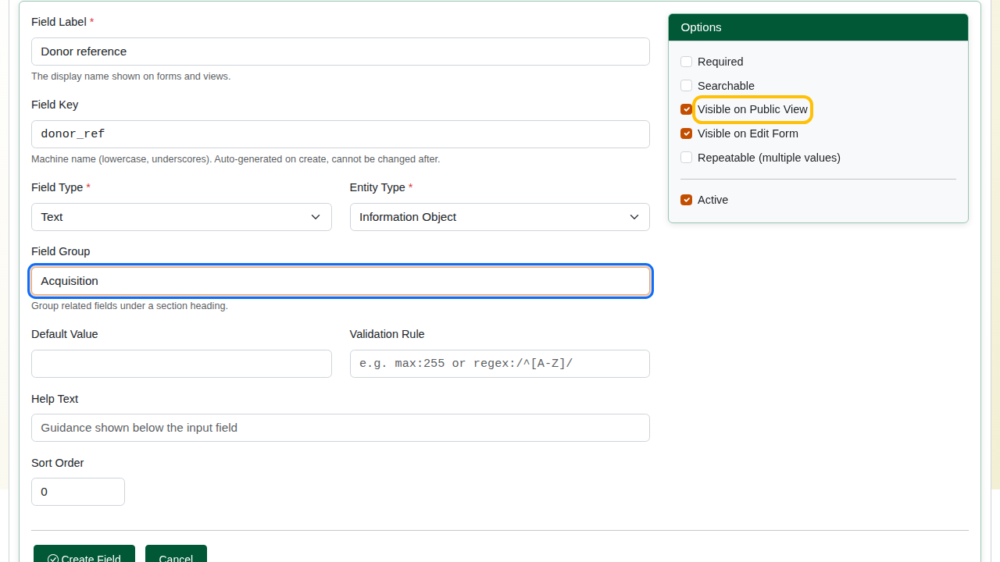 Field Label *
Donor reference
The display name shown on forms and views.
Field Key
donor_ref
Machine name (lowercase, underscores). Auto-generated on create, cannot be changed after.
Field Type *
Entity Type *
Text
Information Object
Field Group
Acquisition
Group related fields under a section heading.
Default Value
Validation Rule
e.g. max:255 or regex:/^[A-Z]/
Help Text
Guidance shown below the input field
Sort Order
0
Create Field
Cancel
Options
Required
Searchable
Visible on Public View
Visible on Edit Form
Repeatable (multiple values)
Active